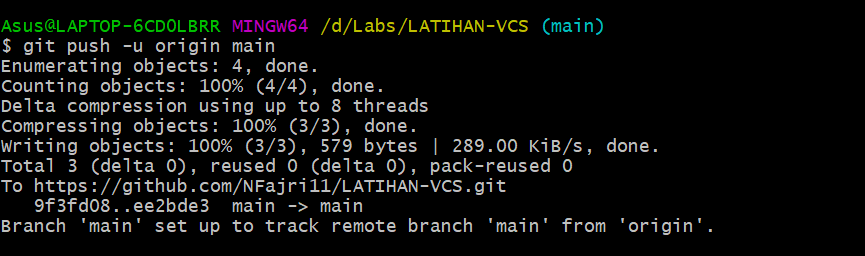 Asus@LAPTOP-6CD0LBRR MINGW64 /d/Labs/LATIHAN-VCS (main)
$ git push -u origin main
Enumerating objects: 4, done.
Counting objects: 100% (4/4), done.
Delta compression using up to 8 threads
Compressing objects: 100% (3/3), done.
Writing objects: 100% (3/3), 579 bytes | 289.00 KiB/s, done.
Total 3 (delta 0), reused 0 (delta 0), pack-reused 0
To https://github.com/NFajri11/LATIHAN-VCS.git
   9f3fd08..ee2bde3  main -> main
Branch 'main' set up to track remote branch 'main' from 'origin'.